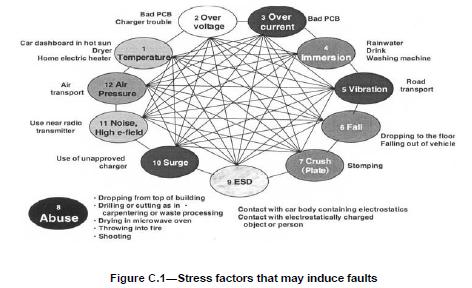 Bad PCB
Charger trouble
2 Over
voltage
3 Over
current
Bad PCB
Car dashboard in hot sun
Dryer
Home electric heater
1
Temperature
4
Immersion
Rainwater
Drink
Washing machine
Air
transport
12 Air
Pressure
5 Vibration
Road
transport
Use near radio
transmitter
11 Noise,
High e-field
6 Fall
Dropping to the floor
Falling out of vehicle
Use of unapproved
charger
10 Surge
9 ESD
7 Crush
(Plate)
Stomping
8
Abuse
· Dropping from top of building
· Drilling or cutting as in ·
carpentering or waste processing
· Drying in microwave oven
· Throwing into fire
· Shooting
Contact with car body containing electrostatics
Contact with electrostatically charged
object or person
Figure C.1—Stress factors that may induce faults